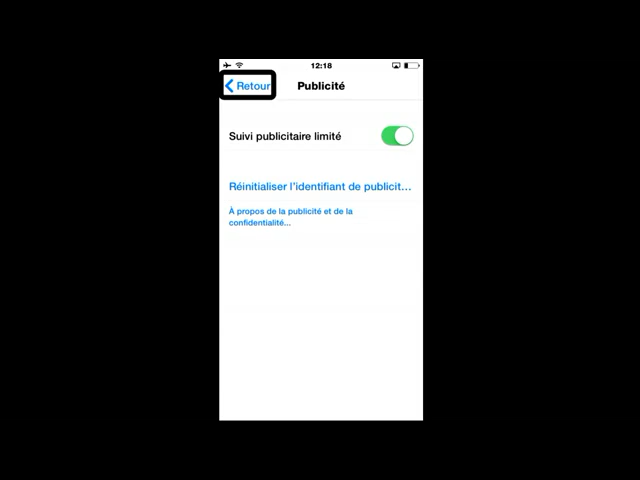 12:18
Retour
Publicité
Suivi publicitaire limité
Réinitialiser l'identifiant de publicit...
À propos de la publicité et de la
confidentialité...